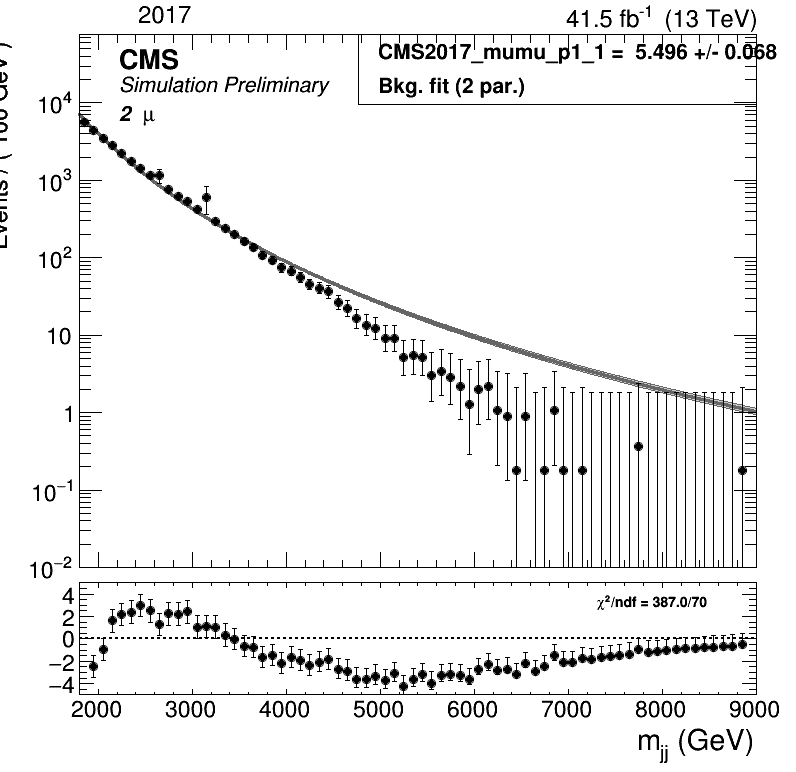 2017
41.5 fb⁻¹ (13 TeV)
CMS
Simulation Preliminary
2 μ
CMS2017_mumu_p1_1 = 5.496 +/- 0.068
Bkg. fit (2 par.)
Events / ( 100 GeV )
10⁴
10³
10²
10
1
10⁻¹
10⁻²
χ²/ndf = 387.0/70
4
2
0
−2
−4
2000 3000 4000 5000 6000 7000 8000 9000
m_jj (GeV)